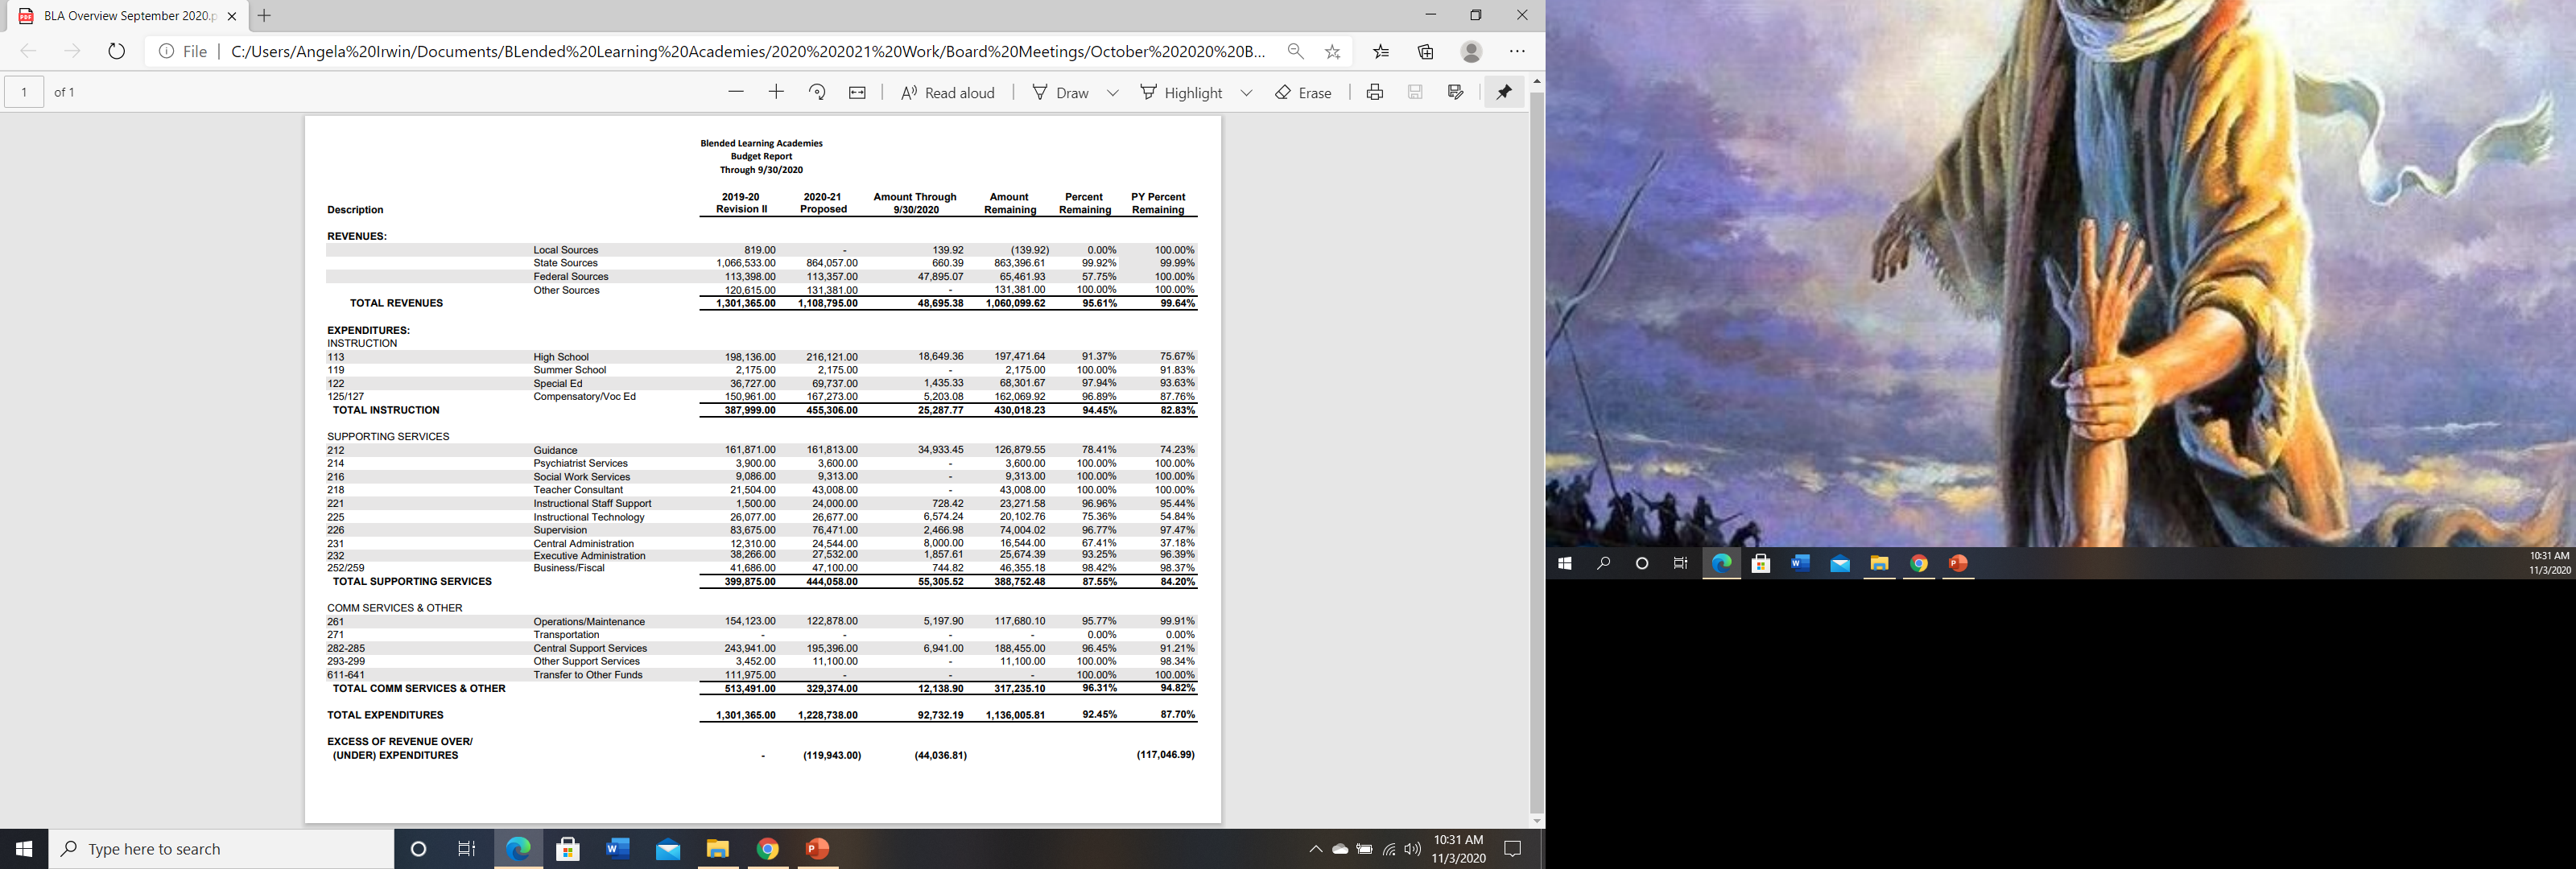 BLA Overview September 2020.p
File | C:/Users/Angela%20Irwin/Documents/BLended%20Learning%20Academies/2020%202021%20Work/Board%20Meetings/October%202020%20B...
1 of 1 Read aloud Draw Highlight Erase
Blended Learning Academies
Budget Report
Through 9/30/2020
2019-20 2020-21 Amount Through Amount Percent PY Percent
Description Revision II Proposed 9/30/2020 Remaining Remaining Remaining
REVENUES:
Local Sources 819.00 - 139.92 (139.92) 0.00% 100.00%
State Sources 1,066,533.00 864,057.00 660.39 863,396.61 99.92% 99.99%
Federal Sources 113,398.00 113,357.00 47,895.07 65,461.93 57.75% 100.00%
Other Sources 120,615.00 131,381.00 - 131,381.00 100.00% 100.00%
TOTAL REVENUES 1,301,365.00 1,108,795.00 48,695.38 1,060,099.62 95.61% 99.64%
EXPENDITURES:
INSTRUCTION
113 High School 198,136.00 216,121.00 18,649.36 197,471.64 91.37% 75.67%
119 Summer School 2,175.00 2,175.00 - 2,175.00 100.00% 91.83%
122 Special Ed 36,727.00 69,737.00 1,435.33 68,301.67 97.94% 93.63%
125/127 Compensatory/Voc Ed 150,961.00 167,273.00 5,203.08 162,069.92 96.89% 87.76%
TOTAL INSTRUCTION 387,999.00 455,306.00 25,287.77 430,018.23 94.45% 82.83%
SUPPORTING SERVICES
212 Guidance 161,871.00 161,813.00 34,933.45 126,879.55 78.41% 74.23%
214 Psychiatrist Services 3,900.00 3,600.00 - 3,600.00 100.00% 100.00%
216 Social Work Services 9,086.00 9,313.00 - 9,313.00 100.00% 100.00%
218 Teacher Consultant 21,504.00 43,008.00 - 43,008.00 100.00% 100.00%
221 Instructional Staff Support 1,500.00 24,000.00 728.42 23,271.58 96.96% 95.44%
225 Instructional Technology 26,077.00 26,677.00 6,574.24 20,102.76 75.36% 54.84%
226 Supervision 83,675.00 76,471.00 2,466.98 74,004.02 96.77% 97.47%
231 Central Administration 12,310.00 24,544.00 8,000.00 16,544.00 67.41% 37.18%
232 Executive Administration 38,266.00 27,532.00 1,857.61 25,674.39 93.25% 96.39%
252/259 Business/Fiscal 41,686.00 47,100.00 744.82 46,355.18 98.42% 98.37%
TOTAL SUPPORTING SERVICES 399,875.00 444,058.00 55,305.52 388,752.48 87.55% 84.20%
COMM SERVICES & OTHER
261 Operations/Maintenance 154,123.00 122,878.00 5,197.90 117,680.10 95.77% 99.91%
271 Transportation - - - - 0.00% 0.00%
282-285 Central Support Services 243,941.00 195,396.00 6,941.00 188,455.00 96.45% 91.21%
293-299 Other Support Services 3,452.00 11,100.00 - 11,100.00 100.00% 98.34%
611-641 Transfer to Other Funds 111,975.00 - - - 100.00% 100.00%
TOTAL COMM SERVICES & OTHER 513,491.00 329,374.00 12,138.90 317,235.10 96.31% 94.82%
TOTAL EXPENDITURES 1,301,365.00 1,228,738.00 92,732.19 1,136,005.81 92.45% 87.70%
EXCESS OF REVENUE OVER/
(UNDER) EXPENDITURES - (119,943.00) (44,036.81) (117,046.99)
Type here to search
10:31 AM
11/3/2020
10:31 AM
11/3/2020